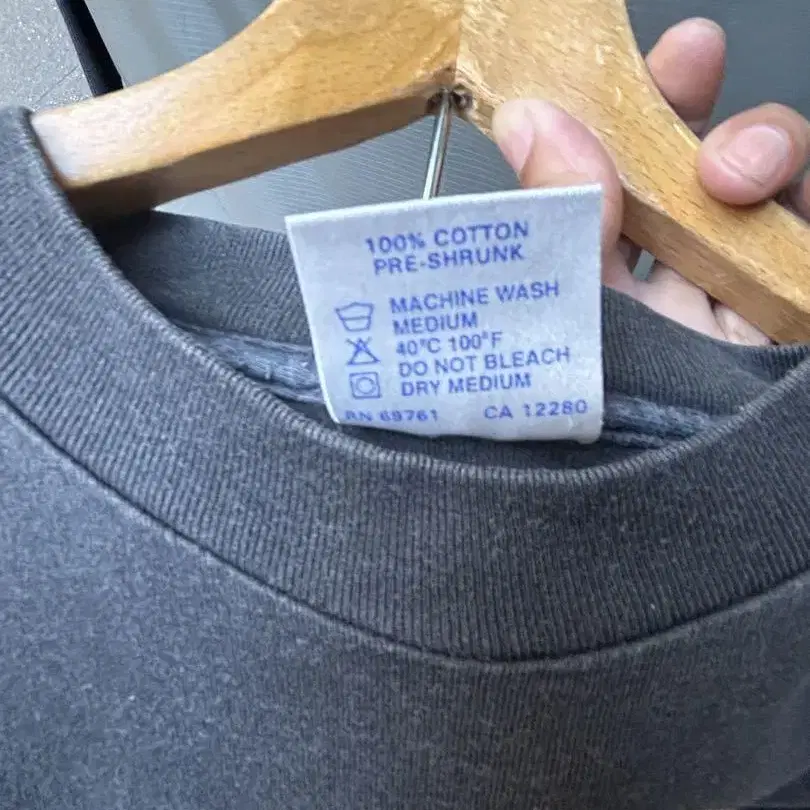 100% COTTON
PRE-SHRUNK
MACHINE WASH
MEDIUM
40°C 100°F
DO NOT BLEACH
DRY MEDIUM
RN 69761 CA 12280